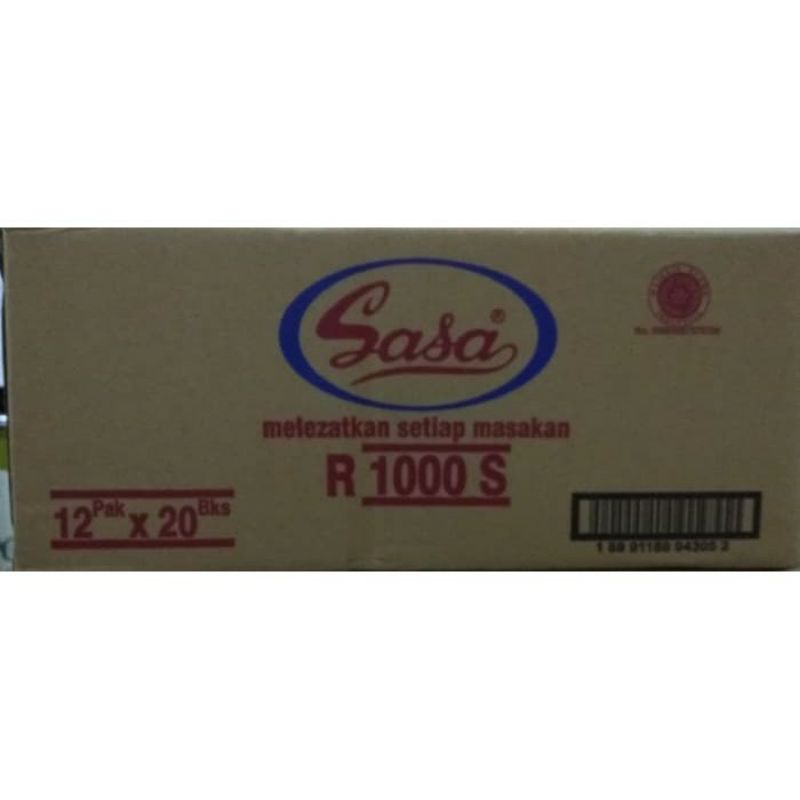 Sasa®
melezatkan setiap masakan
R 1000 S
12 Pak x 20 Bks